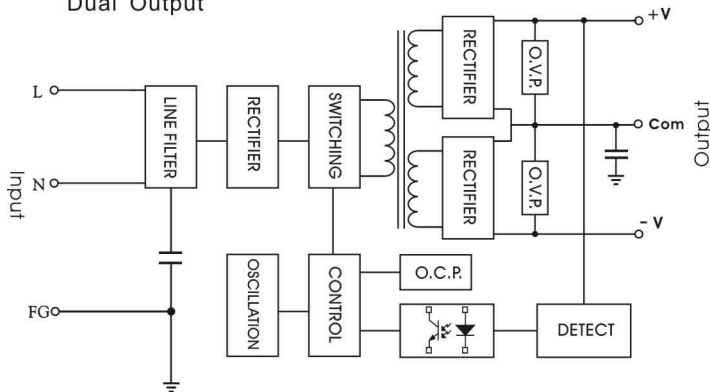 Dual Output
+V
RECTIFIER
O.V.P.
L
LINE FILTER
RECTIFIER
SWITCHING
Com
Output
Input
N
RECTIFIER
O.V.P.
- V
OSCILLATION
CONTROL
O.C.P.
FG
DETECT